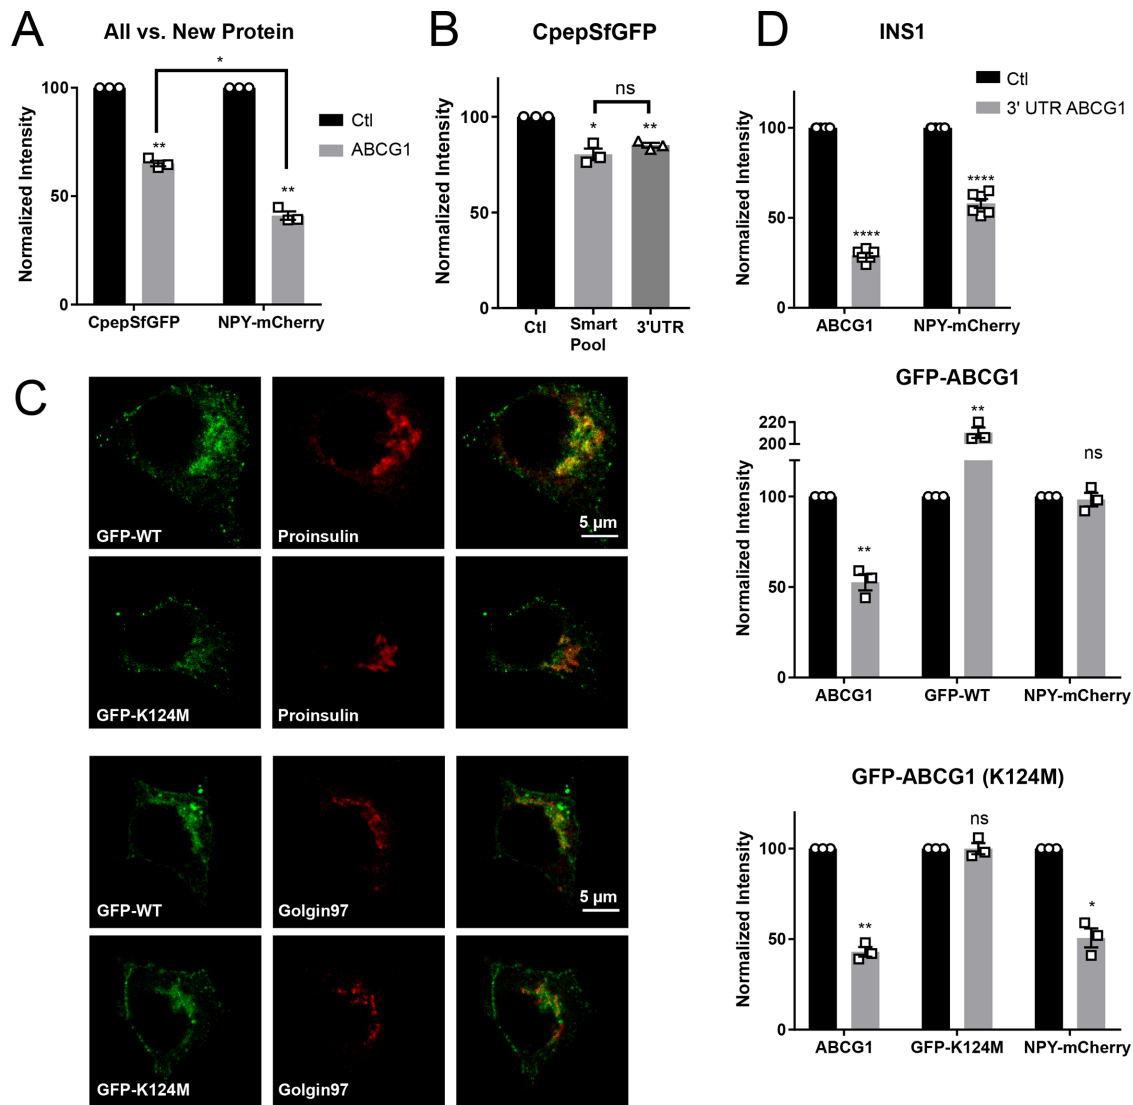 A
All vs. New Protein
*
100
50
0
Normalized Intensity
**
**
Ctl
ABCG1
CpepSfGFP
NPY-mCherry
B
CpepSfGFP
ns
*
**
100
50
0
Normalized Intensity
Ctl
Smart
Pool
3'UTR
D
INS1
Ctl
3' UTR ABCG1
100
50
0
Normalized Intensity
****
****
ABCG1
NPY-mCherry
C
GFP-WT
Proinsulin
5 µm
GFP-K124M
Proinsulin
GFP-WT
Golgin97
5 µm
GFP-K124M
Golgin97
GFP-ABCG1
220
200
100
50
0
Normalized Intensity
**
**
ns
ABCG1
GFP-WT
NPY-mCherry
GFP-ABCG1 (K124M)
100
50
0
Normalized Intensity
**
ns
*
ABCG1
GFP-K124M
NPY-mCherry